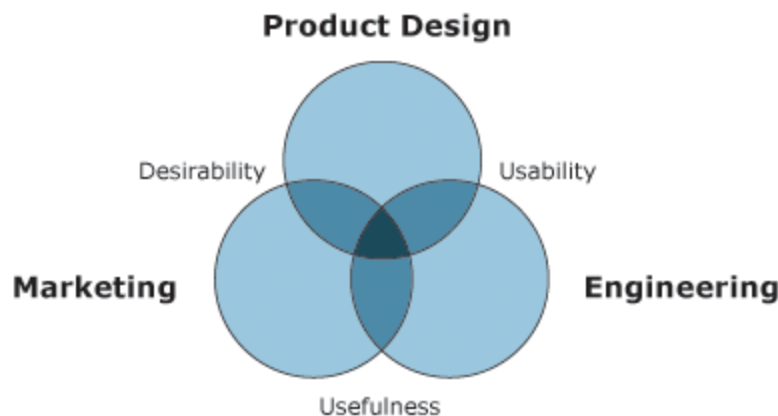 Product Design
Desirability
Usability
Marketing
Engineering
Usefulness